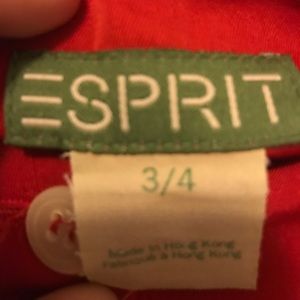 ESPRIT
3/4
Made in Hong Kong
Fabriqué à Hong Kong